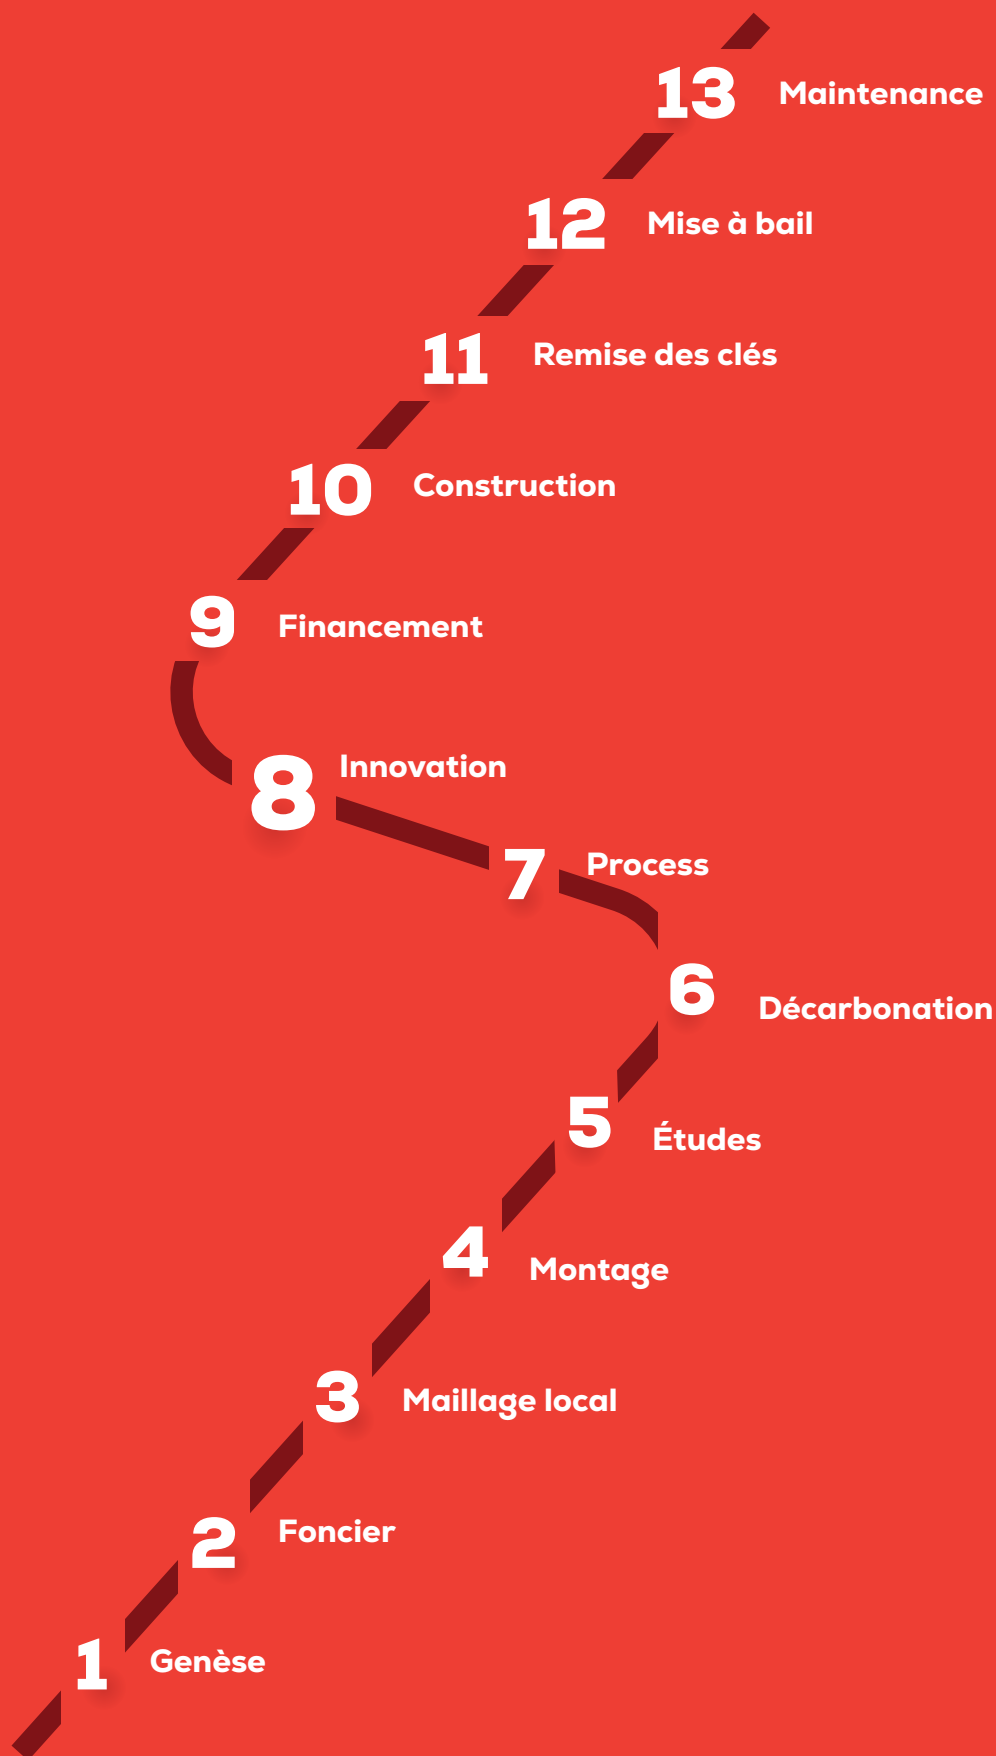 13 Maintenance
12 Mise à bail
11 Remise des clés
10 Construction
9 Financement
8 Innovation
7 Process
6 Décarbonation
5 Études
4 Montage
3 Maillage local
2 Foncier
1 Genèse